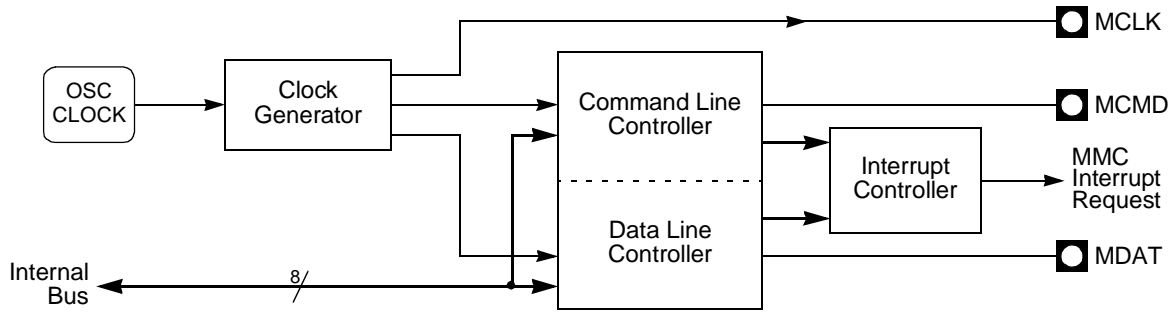 MCLK
OSC
CLOCK
Clock
Generator
Command Line
Controller
MCMD
Interrupt
Controller
MMC
Interrupt
Request
Data Line
Controller
MDAT
Internal
Bus
8